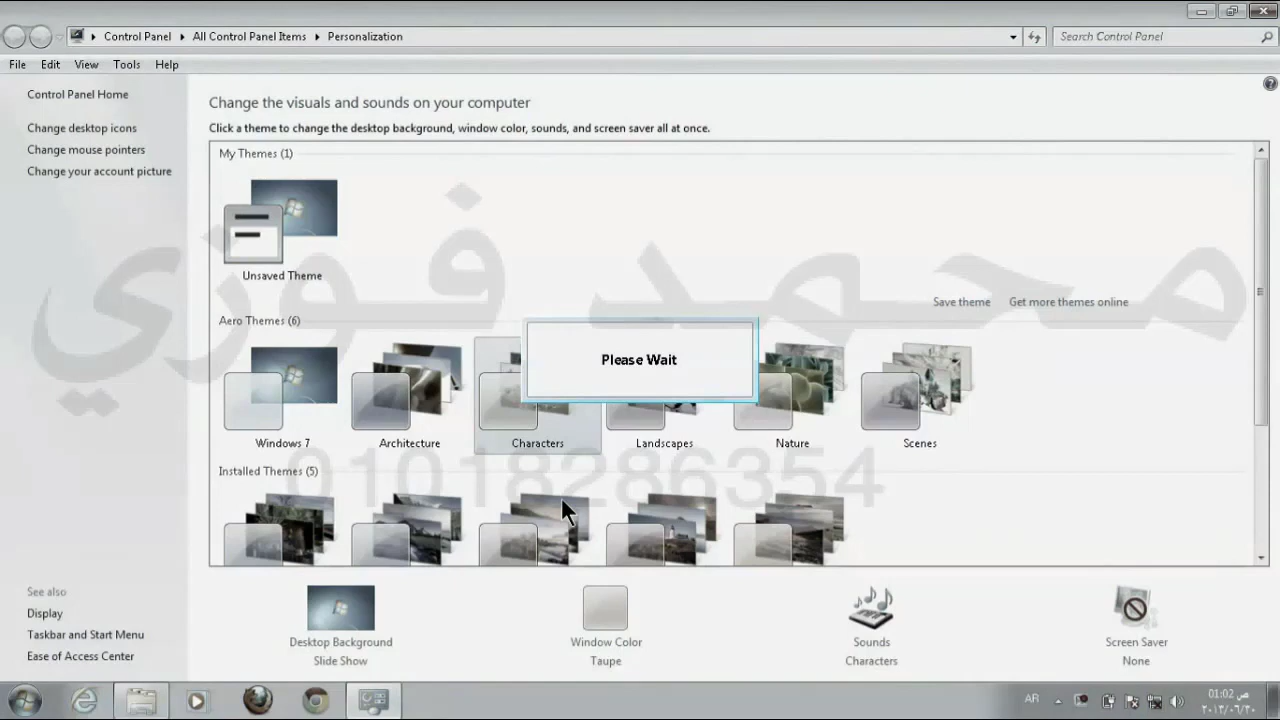 Control Panel
All Control Panel Items
Personalization
Search Control Panel
File
Edit
View
Tools
Help
Control Panel Home
Change desktop icons
Change mouse pointers
Change your account picture
Change the visuals and sounds on your computer
Click a theme to change the desktop background, window color, sounds, and screen saver all at once.
My Themes (1)
Unsaved Theme
محمد فوزي
Save theme
Get more themes online
Aero Themes (6)
Please Wait
Windows 7
Architecture
Characters
Landscapes
Nature
Scenes
Installed Themes (5)
01018286354
See also
Display
Taskbar and Start Menu
Ease of Access Center
Desktop Background
Slide Show
Window Color
Taupe
Sounds
Characters
Screen Saver
None
AR
01:02 ص
٢٠١٣/٠٦/٢٠